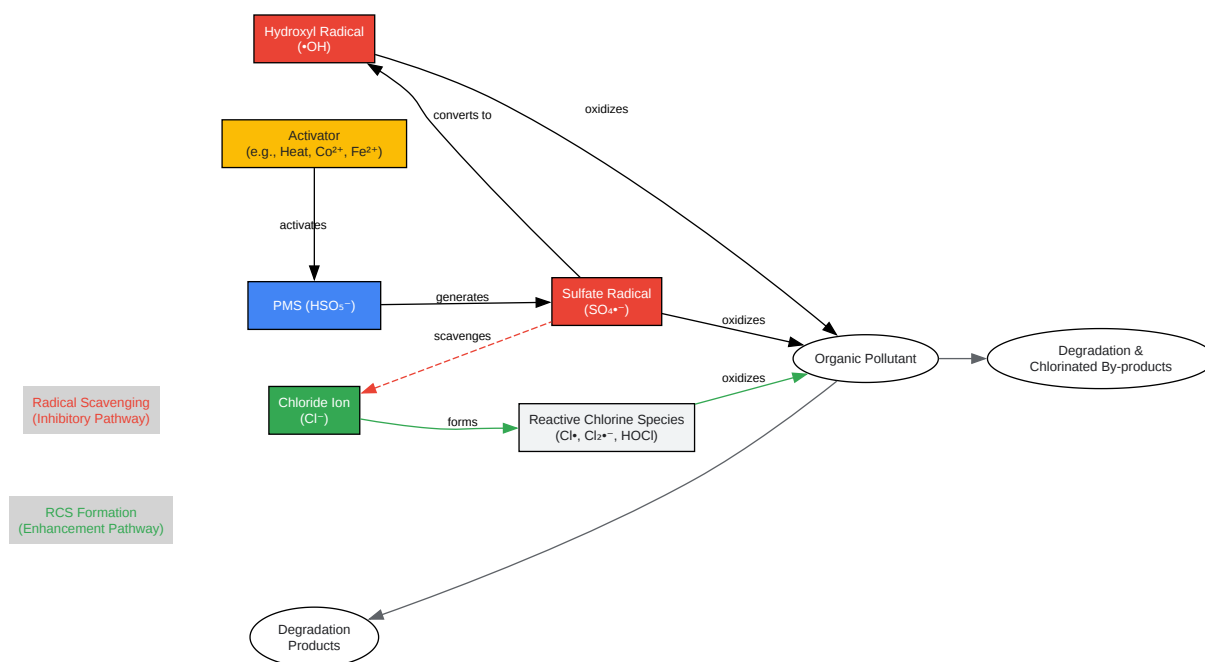 Hydroxyl Radical
(•OH)
oxidizes
converts to
Activator
(e.g., Heat, Co²⁺, Fe²⁺)
activates
PMS (HSO₅⁻)
generates
Sulfate Radical
(SO₄•⁻)
oxidizes
scavenges
Organic Pollutant
Degradation &
Chlorinated By-products
oxidizes
Radical Scavenging
(Inhibitory Pathway)
Chloride Ion
(Cl⁻)
forms
Reactive Chlorine Species
(Cl•, Cl₂•⁻, HOCl)
RCS Formation
(Enhancement Pathway)
Degradation
Products